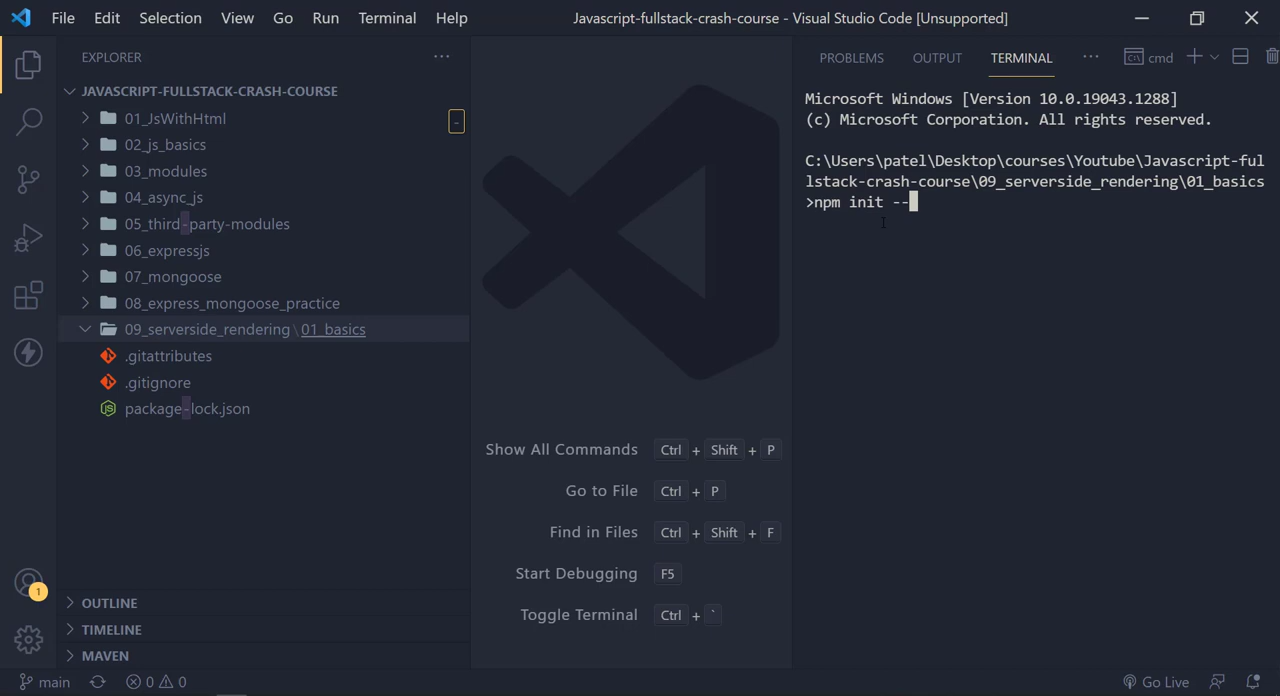 File Edit Selection View Go Run Terminal Help
Javascript-fullstack-crash-course - Visual Studio Code [Unsupported]
EXPLORER
JAVASCRIPT-FULLSTACK-CRASH-COURSE
01_JsWithHtml
-
02_js_basics
03_modules
04_async_js
05_third-party-modules
06_expressjs
07_mongoose
08_express_mongoose_practice
09_serverside_rendering \ 01_basics
.gitattributes
.gitignore
package-lock.json
OUTLINE
TIMELINE
MAVEN
1
Show All Commands Ctrl + Shift + P
Go to File Ctrl + P
Find in Files Ctrl + Shift + F
Start Debugging F5
Toggle Terminal Ctrl + `
PROBLEMS OUTPUT TERMINAL ... cmd
Microsoft Windows [Version 10.0.19043.1288]
(c) Microsoft Corporation. All rights reserved.
C:\Users\patel\Desktop\courses\Youtube\Javascript-ful
lstack-crash-course\09_serverside_rendering\01_basics
>npm init --
main 0 0 Go Live